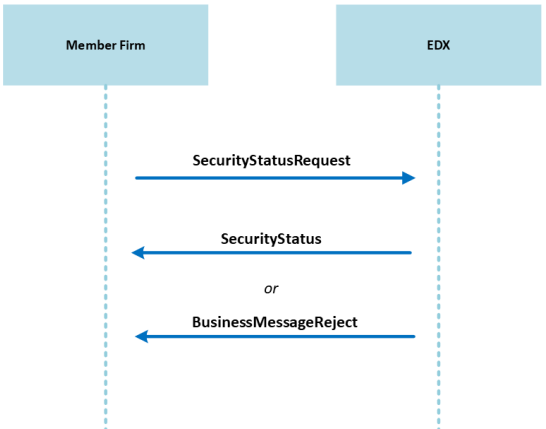 Member Firm
EDX
SecurityStatusRequest
SecurityStatus
or
BusinessMessageReject